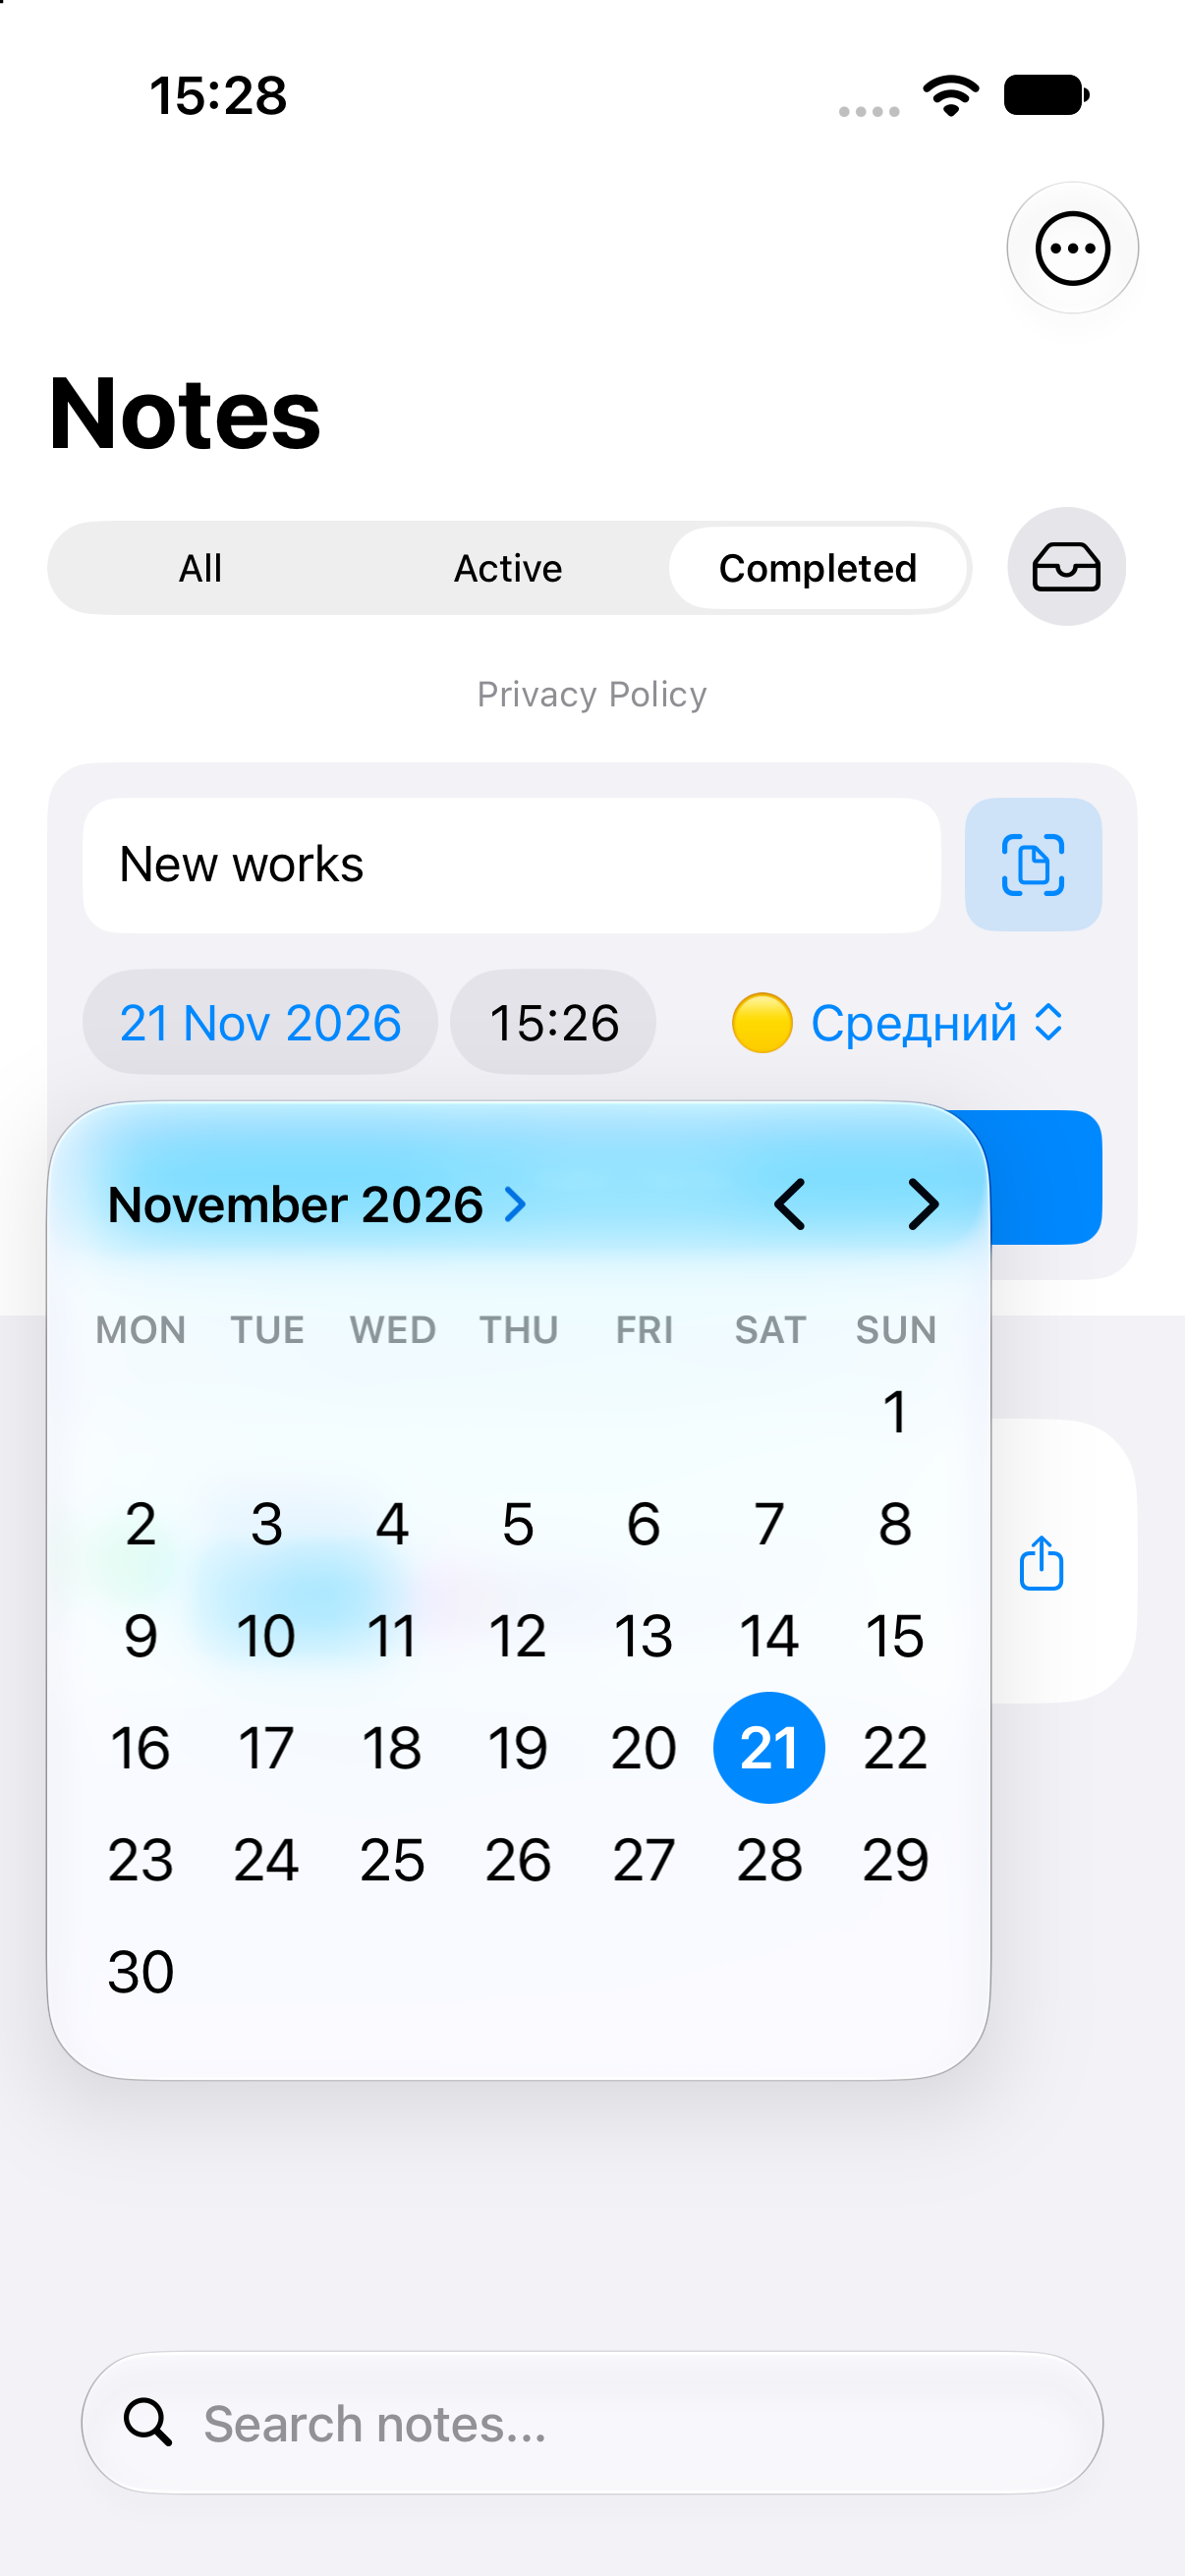 15:28
Notes
All Active Completed
Privacy Policy
New works
21 Nov 2026 15:26 Средний
November 2026
MON TUE WED THU FRI SAT SUN
1
2 3 4 5 6 7 8
9 10 11 12 13 14 15
16 17 18 19 20 21 22
23 24 25 26 27 28 29
30
Search notes...